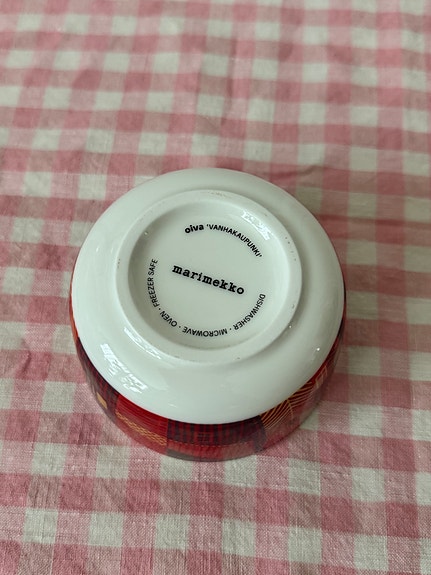 oiva 'VANHAKAUPUNKI'
marimekko
DISHWASHER · MICROWAVE · OVEN · FREEZER SAFE